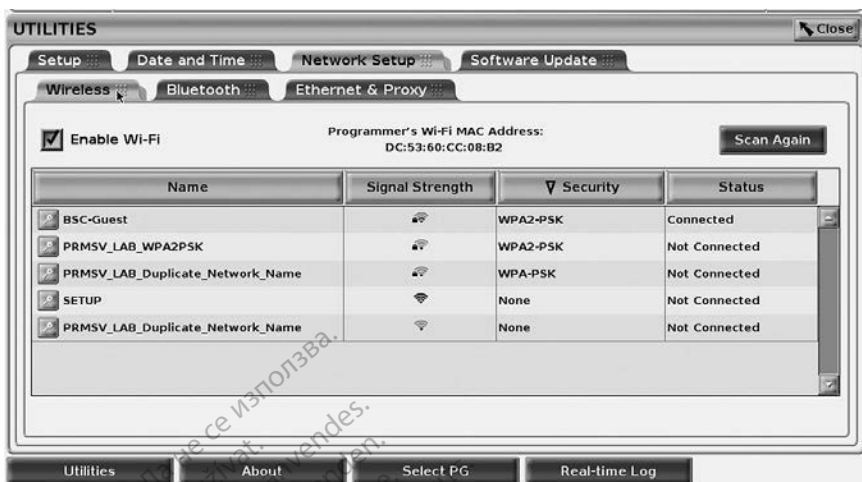 UTILITIES
Close
Setup
Date and Time
Network Setup
Software Update
Wireless
Bluetooth
Ethernet & Proxy
Enable Wi-Fi
Programmer's Wi-Fi MAC Address:
DC:53:60:CC:08:B2
Scan Again
Name Signal Strength Security Status
BSC-Guest WPA2-PSK Connected
PRMSV_LAB_WPA2PSK WPA2-PSK Not Connected
PRMSV_LAB_Duplicate_Network_Name WPA-PSK Not Connected
SETUP None Not Connected
PRMSV_LAB_Duplicate_Network_Name None Not Connected
не се използва.
Utilities
About
Select PG
Real-time Log